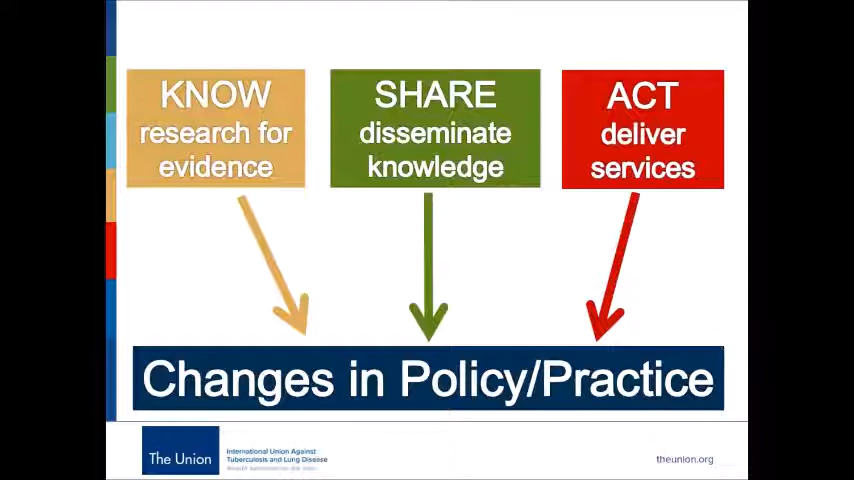 KNOW
research for
evidence
SHARE
disseminate
knowledge
ACT
deliver
services
Changes in Policy/Practice
The Union
International Union Against
Tuberculosis and Lung Disease
theunion.org